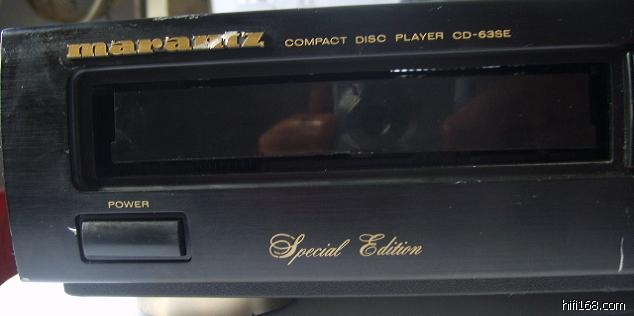 marantz COMPACT DISC PLAYER CD-63SE
POWER
Special Edition
hifi168.com